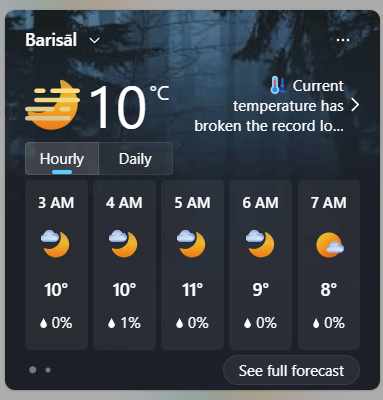 Barisāl
...
10 °C
Current
temperature has
broken the record lo...
Hourly Daily
3 AM 4 AM 5 AM 6 AM 7 AM
10° 10° 11° 9° 8°
0% 1% 0% 0% 0%
See full forecast